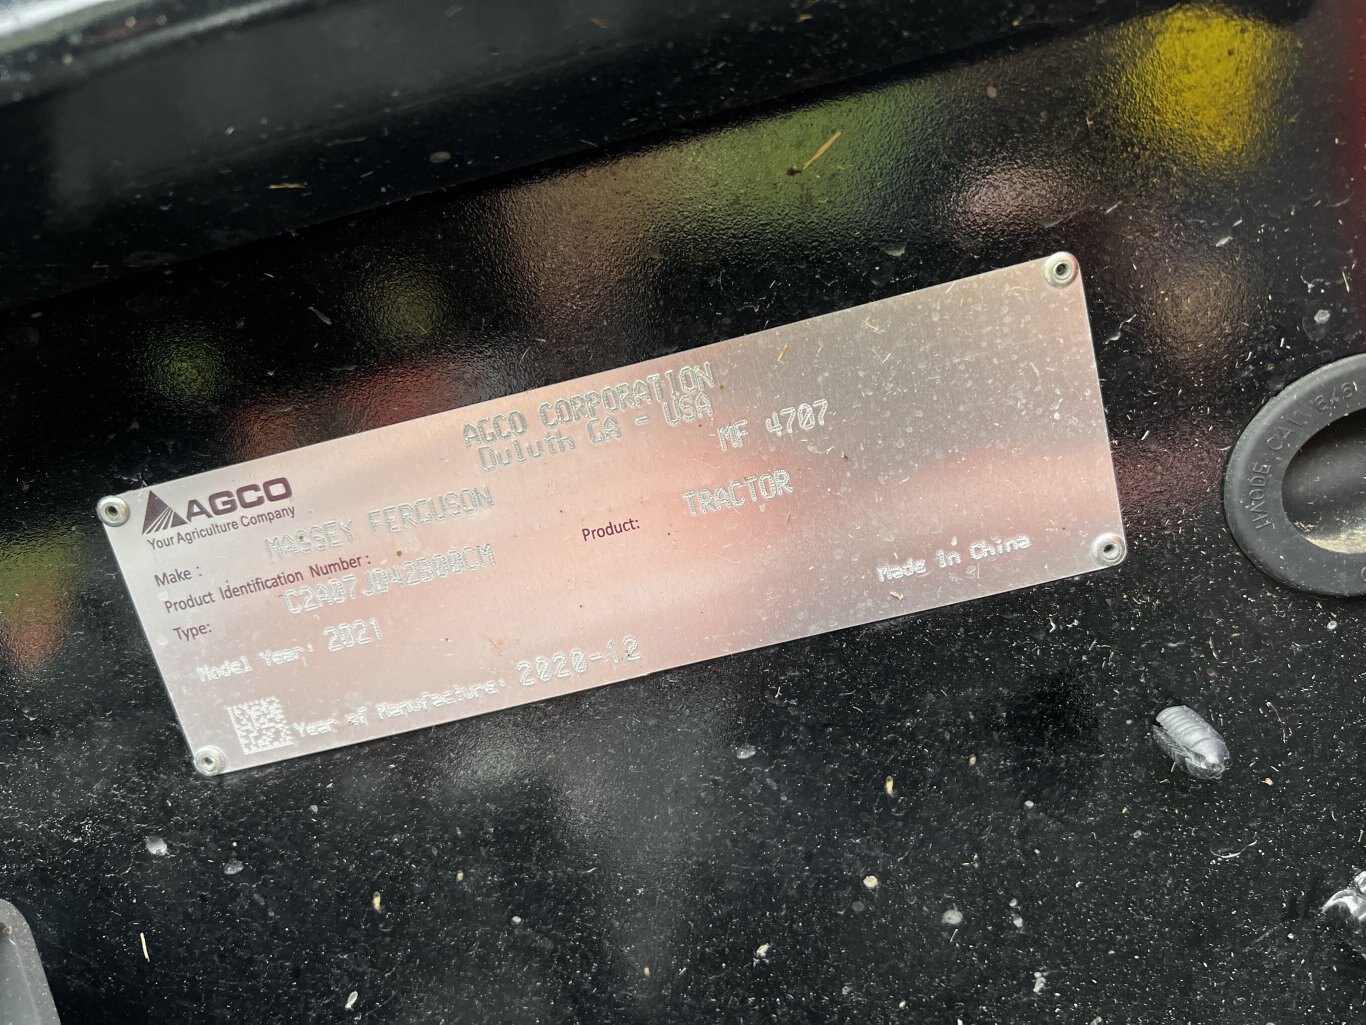 AGCO CORPORATION
Duluth GA - USA
AGCO
Your Agriculture Company
MF 4707
Make : MASSEY FERGUSON
Product: TRACTOR
Product Identification Number :
Type: C2A07J042500CM
Model Year: 2021
Made In China
Year of Manufacture: 2020-12